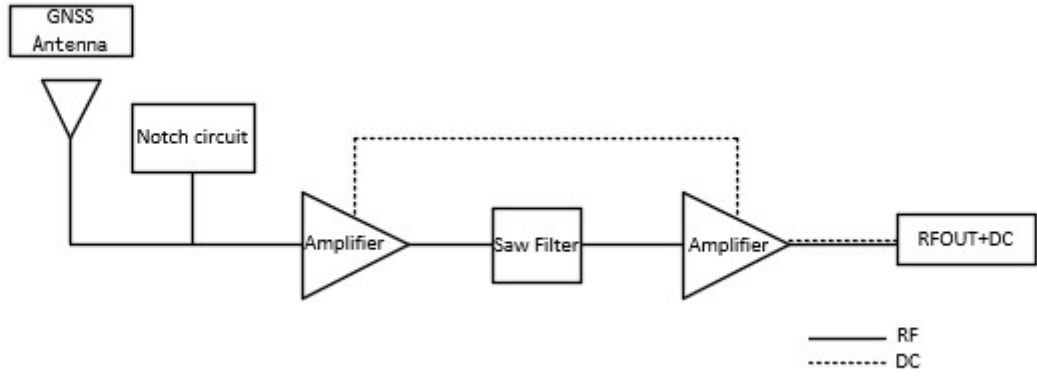 GNSS
Antenna
Notch circuit
Amplifier
Saw Filter
Amplifier
RFOUT+DC
RF
DC